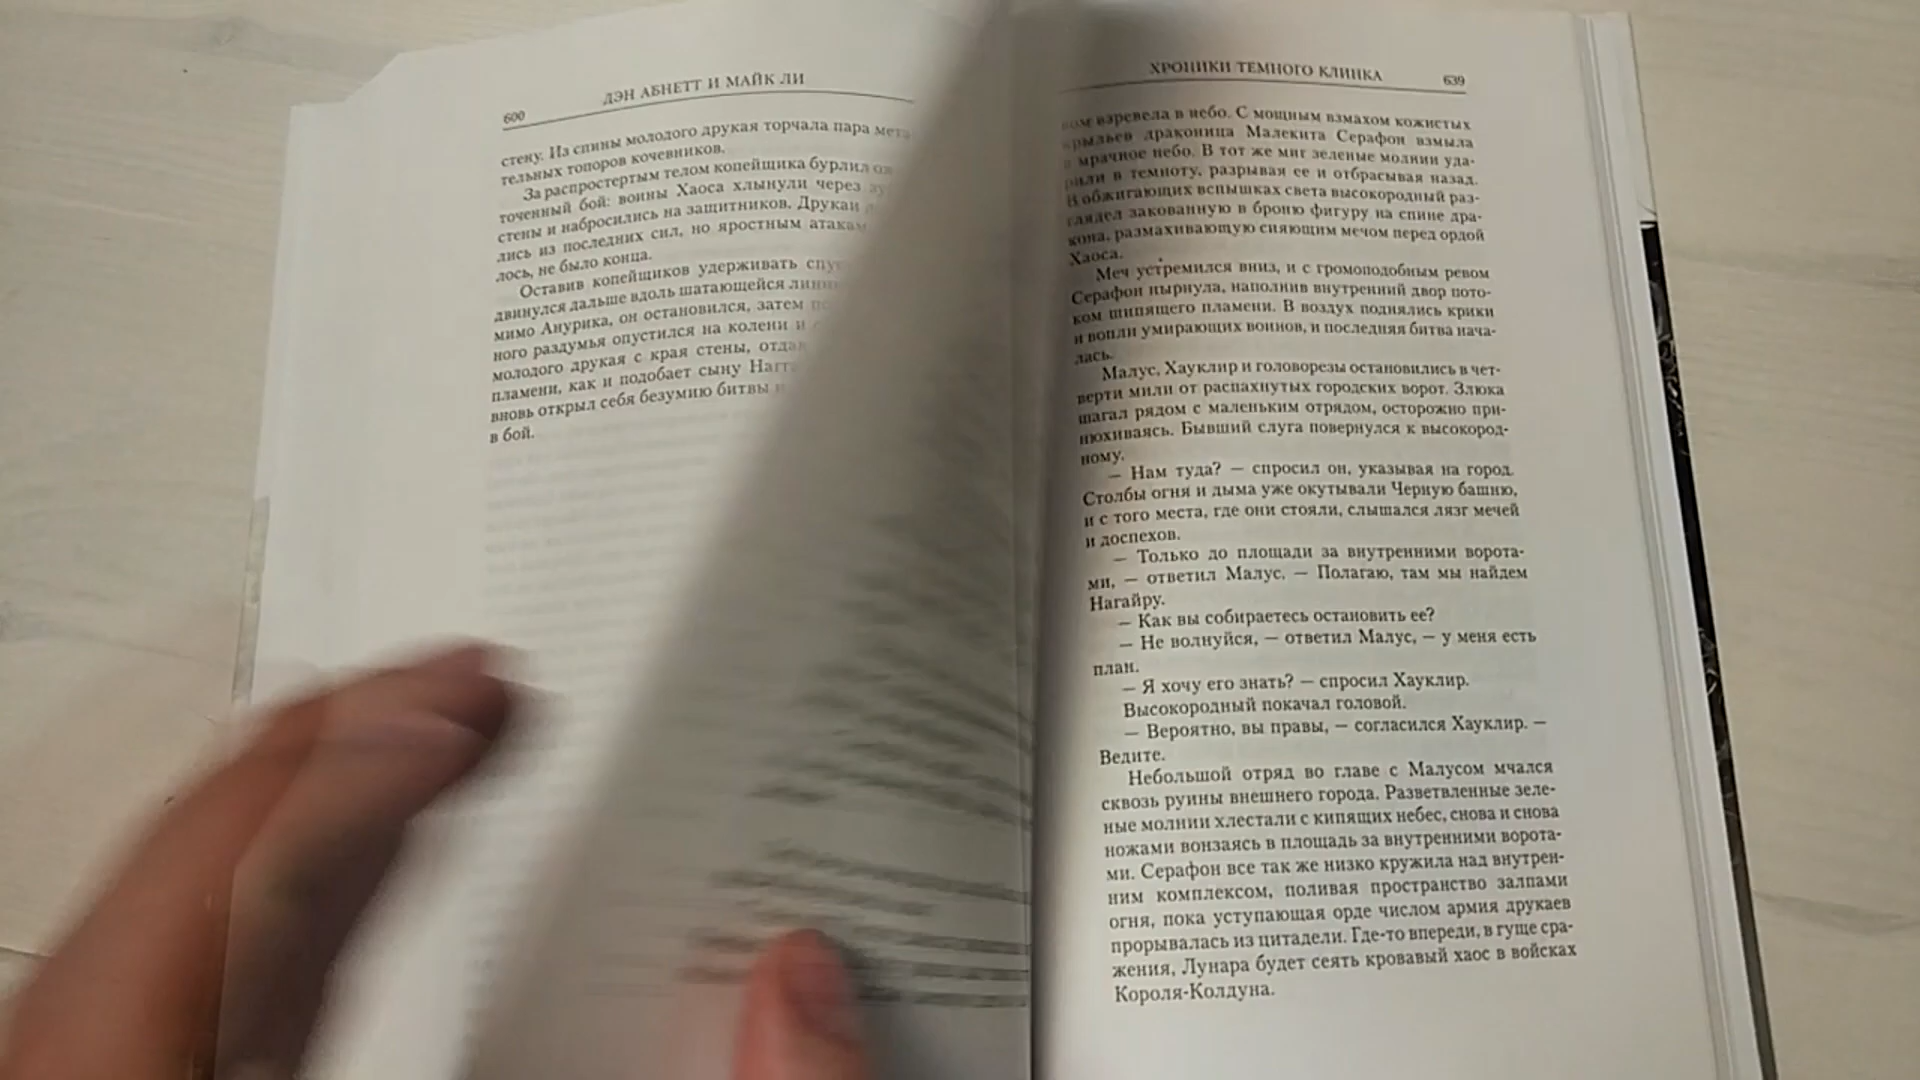 600
ДЭН АБНЕТТ И МАЙК ЛИ
стену. Из спины молодого друкая торчала пара мета
тельных топоров кочевников.
За распростертым телом копейщика бурлил
точенный бой: воины Хаоса хлынули через
стены и набросились на защитников. Друкаи
лись из последних сил, но яростным атакам
лось, не было конца.
Оставив копейщиков удерживать
двинулся дальше вдоль шатающейся
мимо Анурика, он остановился, затем
ного раздумья опустился на колени и
молодого друкая с края стены,
пламени, как и подобает сыну
вновь открыл себя безумию битвы
в бой.
ХРОНИКИ ТЕМНОГО КЛИНКА
639
взревела в небо. С мощным взмахом кожистых
крыльев драконица Малекита Серафон взмыла
в мрачное небо. В тот же миг зеленые молнии уда-
рили в темноту, разрывая ее и отбрасывая назад.
В обжигающих вспышках света высокородный раз-
глядел закованную в броню фигуру на спине дра-
кона, размахивающую сияющим мечом перед ордой
Хаоса.
Меч устремился вниз, и с громоподобным ревом
Серафон нырнула, наполнив внутренний двор пото-
ком шипящего пламени. В воздух поднялись крики
и вопли умирающих воинов, и последняя битва нача-
лась.
Малус, Хауклир и головорезы остановились в чет-
верти мили от распахнутых городских ворот. Злюка
шагал рядом с маленьким отрядом, осторожно при-
нюхиваясь. Бывший слуга повернулся к высокород-
ному.
— Нам туда? — спросил он, указывая на город.
Столбы огня и дыма уже окутывали Черную башню,
и с того места, где они стояли, слышался лязг мечей
и доспехов.
— Только до площади за внутренними ворота-
ми, — ответил Малус. — Полагаю, там мы найдем
Нагайру.
— Как вы собираетесь остановить ее?
— Не волнуйся, — ответил Малус, — у меня есть
план.
— Я хочу его знать? — спросил Хауклир.
Высокородный покачал головой.
— Вероятно, вы правы, — согласился Хауклир. —
Ведите.
Небольшой отряд во главе с Малусом мчался
сквозь руины внешнего города. Разветвленные зеле-
ные молнии хлестали с кипящих небес, снова и снова
ножами вонзаясь в площадь за внутренними ворота-
ми. Серафон все так же низко кружила над внутрен-
ним комплексом, поливая пространство залпами
огня, пока уступающая орде числом армия друкаев
прорывалась из цитадели. Где-то впереди, в гуще сра-
жения, Лунара будет сеять кровавый хаос в войсках
Короля-Колдуна.